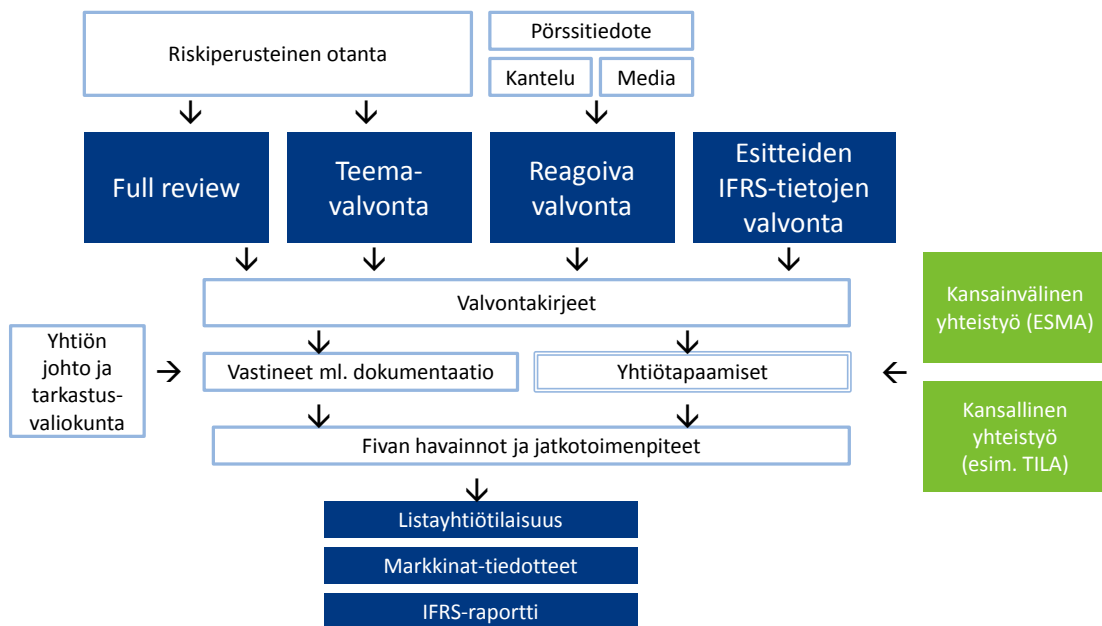 Riskiperusteinen otanta
Pörssitiedote
Kantelu
Media
Full review
Teema-
valvonta
Reagoiva
valvonta
Esitteiden
IFRS-tietojen
valvonta
Valvontakirjeet
Kansainvälinen
yhteistyö (ESMA)
Yhtiön
johto ja
tarkastus-
valiokunta
Vastineet ml. dokumentaatio
Yhtiötapaamiset
Kansallinen
yhteistyö
(esim. TILA)
Fivan havainnot ja jatkotoimenpiteet
Listayhtiötilaisuus
Markkinat-tiedotteet
IFRS-raportti